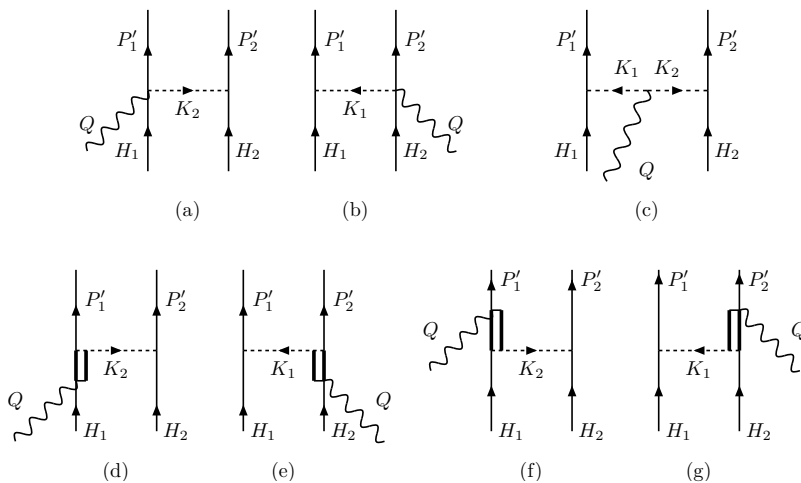 P′₁ P′₂ P′₁ P′₂ P′₁ P′₂
K₁ K₂
K₂ K₁
Q Q
H₁ H₂ H₁ H₂ H₁ H₂
Q
(a) (b) (c)
P′₁ P′₂ P′₁ P′₂ P′₁ P′₂ P′₁ P′₂
Q Q
K₂ K₁ K₂ K₁
Q Q
H₁ H₂ H₁ H₂ H₁ H₂ H₁ H₂
(d) (e) (f) (g)